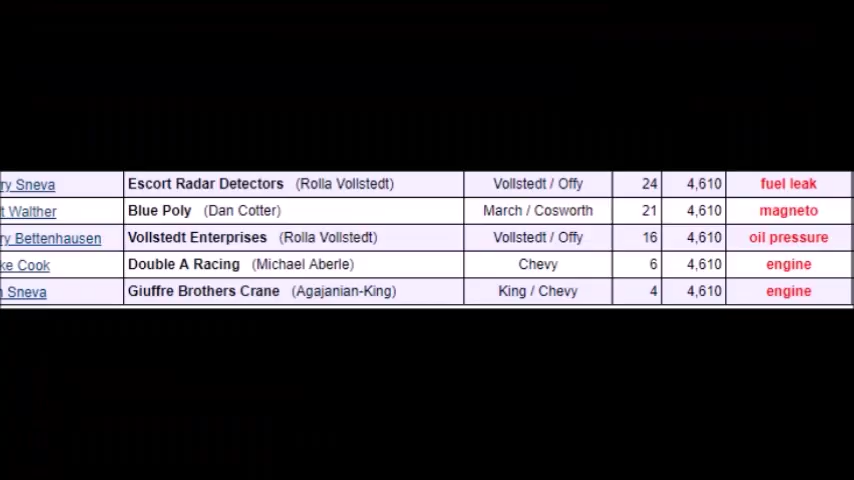 ry Sneva Escort Radar Detectors (Rolla Vollstedt) Vollstedt / Offy 24 4,610 fuel leak
t Walther Blue Poly (Dan Cotter) March / Cosworth 21 4,610 magneto
ry Bettenhausen Vollstedt Enterprises (Rolla Vollstedt) Vollstedt / Offy 16 4,610 oil pressure
ke Cook Double A Racing (Michael Aberle) Chevy 6 4,610 engine
n Sneva Giuffre Brothers Crane (Agajanian-King) King / Chevy 4 4,610 engine